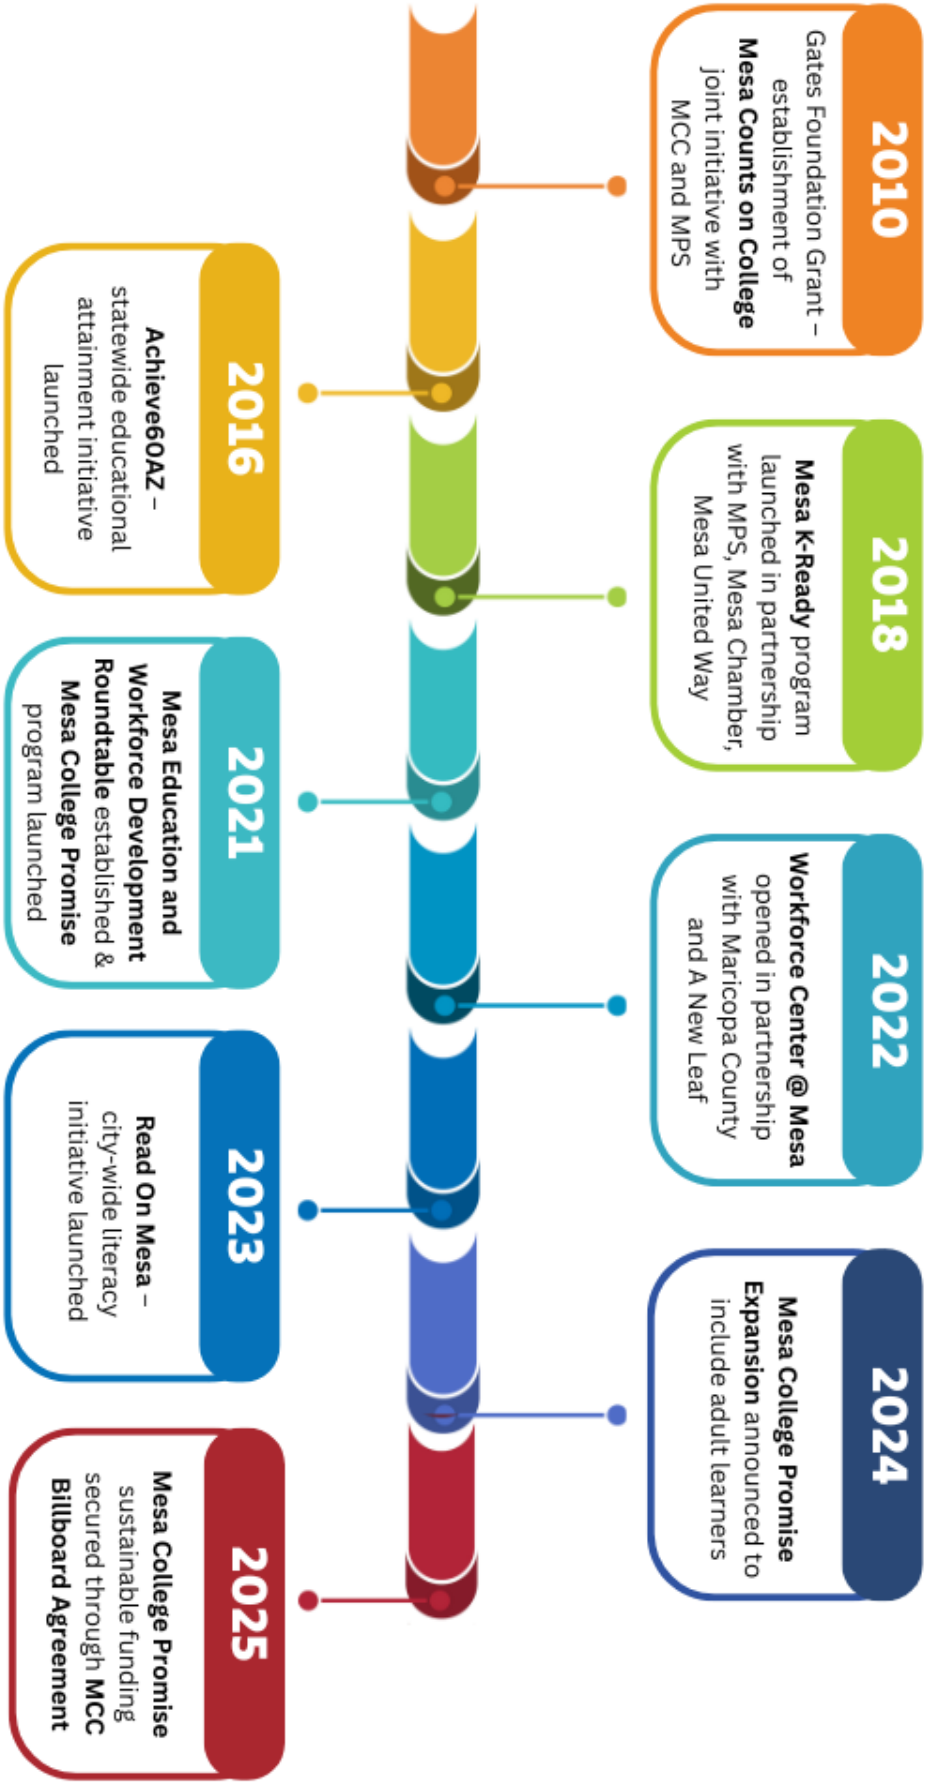 2010
Gates Foundation Grant –
establishment of
Mesa Counts on College
joint initiative with
MCC and MPS
2016
Achieve60AZ –
statewide educational
attainment initiative
launched
2018
Mesa K-Ready program
launched in partnership
with MPS, Mesa Chamber,
Mesa United Way
2021
Mesa Education and
Workforce Development
Roundtable established &
Mesa College Promise
program launched
2022
Workforce Center @ Mesa
opened in partnership
with Maricopa County
and A New Leaf
2023
Read On Mesa –
city-wide literacy
initiative launched
2024
Mesa College Promise
Expansion announced to
include adult learners
2025
Mesa College Promise
sustainable funding
secured through MCC
Billboard Agreement